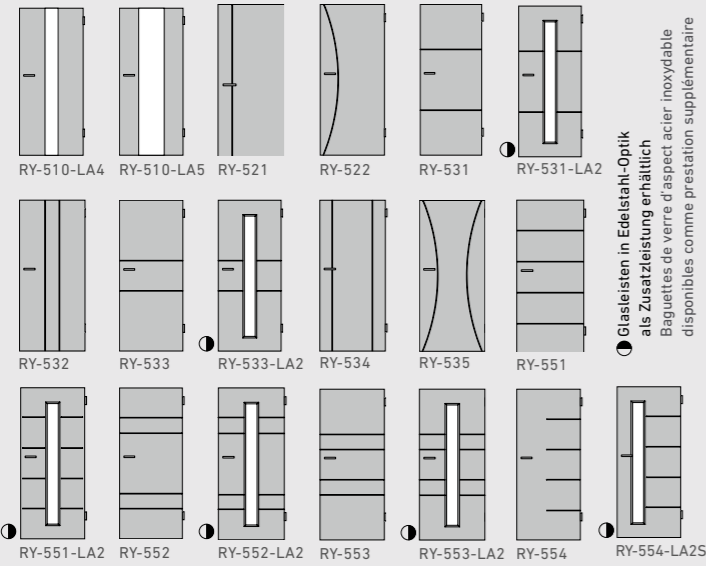 RY-510-LA4
RY-510-LA5
RY-521
RY-522
RY-531
RY-531-LA2
RY-532
RY-533
RY-533-LA2
RY-534
RY-535
RY-551
RY-551-LA2
RY-552
RY-552-LA2
RY-553
RY-553-LA2
RY-554
RY-554-LA2S
Glasleisten in Edelstahl-Optik
als Zusatzleistung erhältlich
Baguettes de verre d'aspect acier inoxydable
disponibles comme prestation supplémentaire